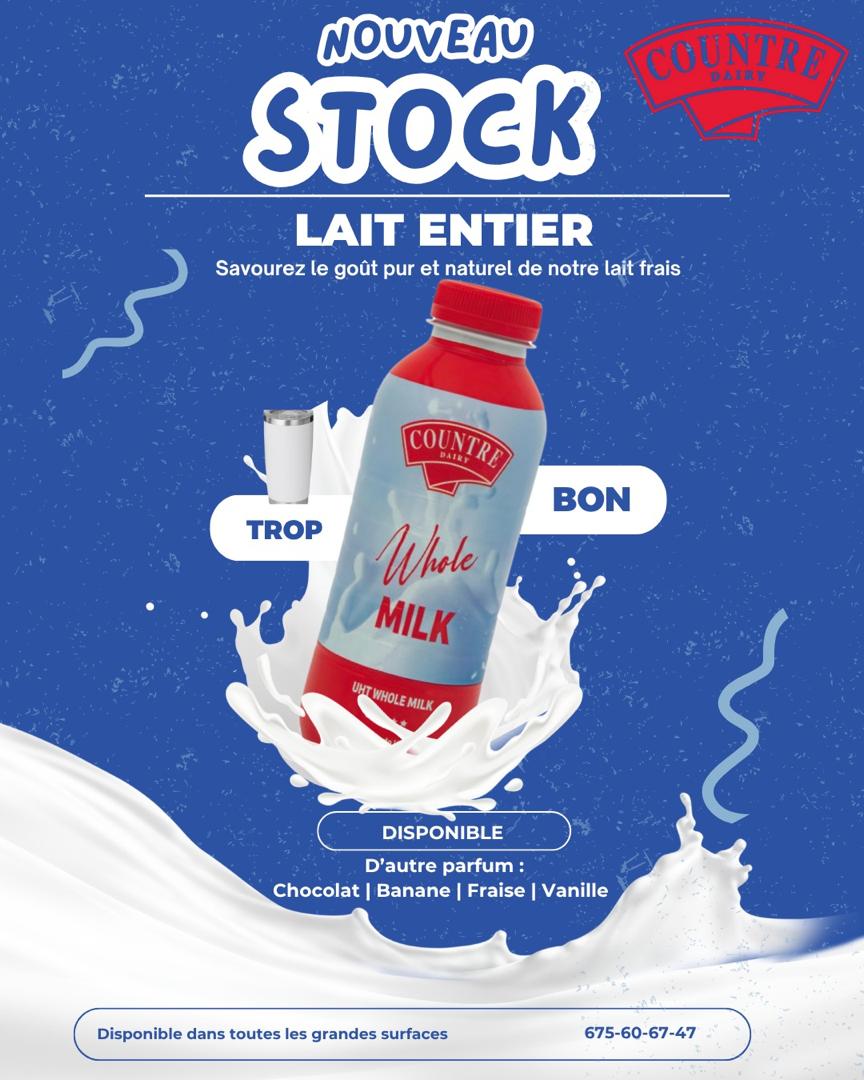 NOUVEAU
STOCK
COUNTRE
DAIRY
LAIT ENTIER
Savourez le goût pur et naturel de notre lait frais
COUNTRE
DAIRY
TROP
BON
Whole
MILK
UHT WHOLE MILK
DISPONIBLE
D'autre parfum :
Chocolat | Banane | Fraise | Vanille
Disponible dans toutes les grandes surfaces
675-60-67-47